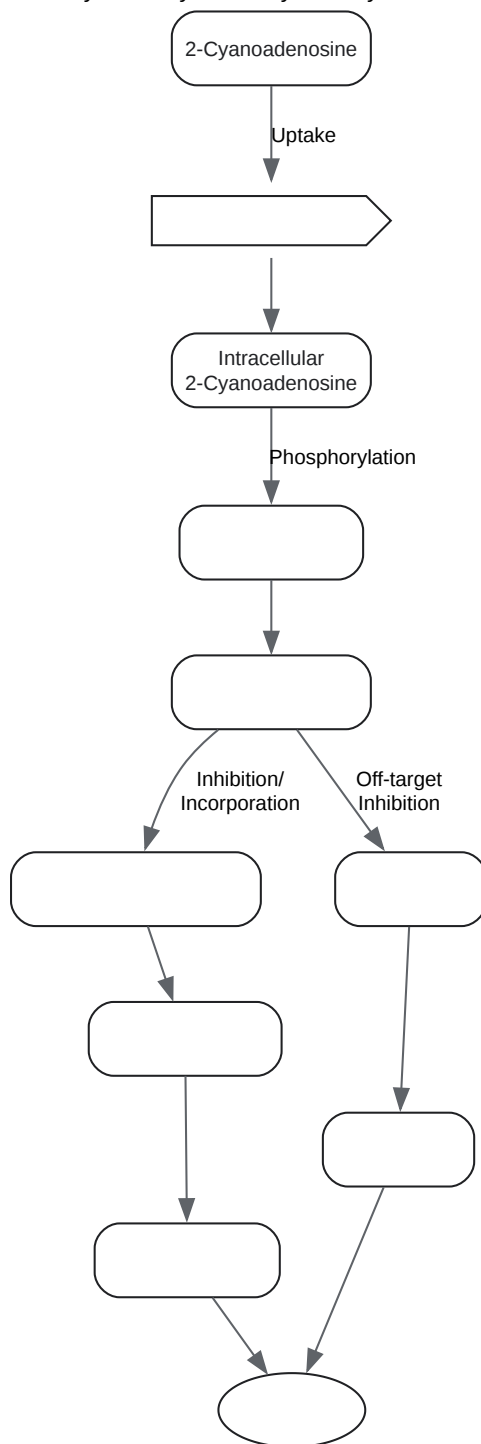 2-Cyanoadenosine
Uptake
Intracellular
2-Cyanoadenosine
Phosphorylation
Inhibition/
Incorporation
Off-target
Inhibition